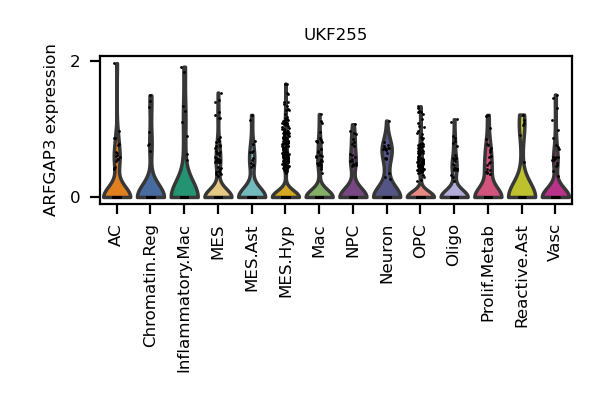 UKF255
ARFGAP3 expression
2
0
AC
Chromatin.Reg
Inflammatory.Mac
MES
MES.Ast
MES.Hyp
Mac
NPC
Neuron
OPC
Oligo
Prolif.Metab
Reactive.Ast
Vasc